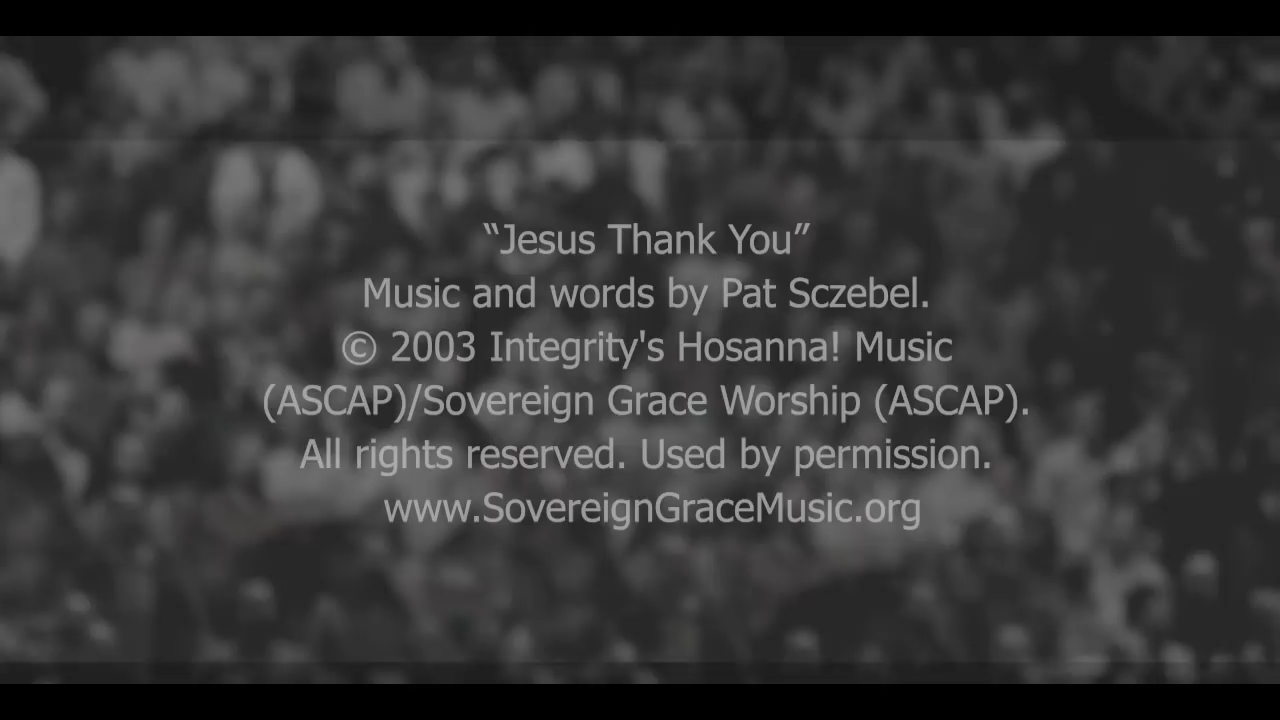 “Jesus Thank You”
Music and words by Pat Sczebel.
© 2003 Integrity's Hosanna! Music
(ASCAP)/Sovereign Grace Worship (ASCAP).
All rights reserved. Used by permission.
www.SovereignGraceMusic.org